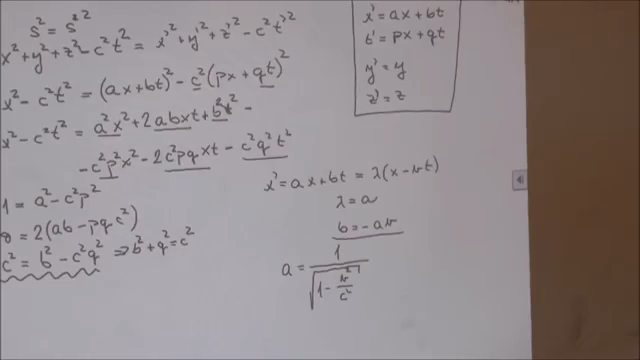 s² = s'²
x² + y² + z² - c²t² = x'² + y'² + z'² - c²t'²
x² - c²t² = (ax + bt)² - c²(px + qt)²
x² - c²t² = a²x² + 2abxt + b²t² -
- c²p²x² - 2c²pqxt - c²q²t²
1 = a² - c²p²
0 = 2(ab - pqc²)
c² = b² - c²q² ⇒ b² + q² = c²
x' = ax + bt
t' = px + qt
y' = y
z' = z
x' = ax + bt = λ(x - vt)
λ = a
b = -av
a = 1/√(1 - v²/c²)